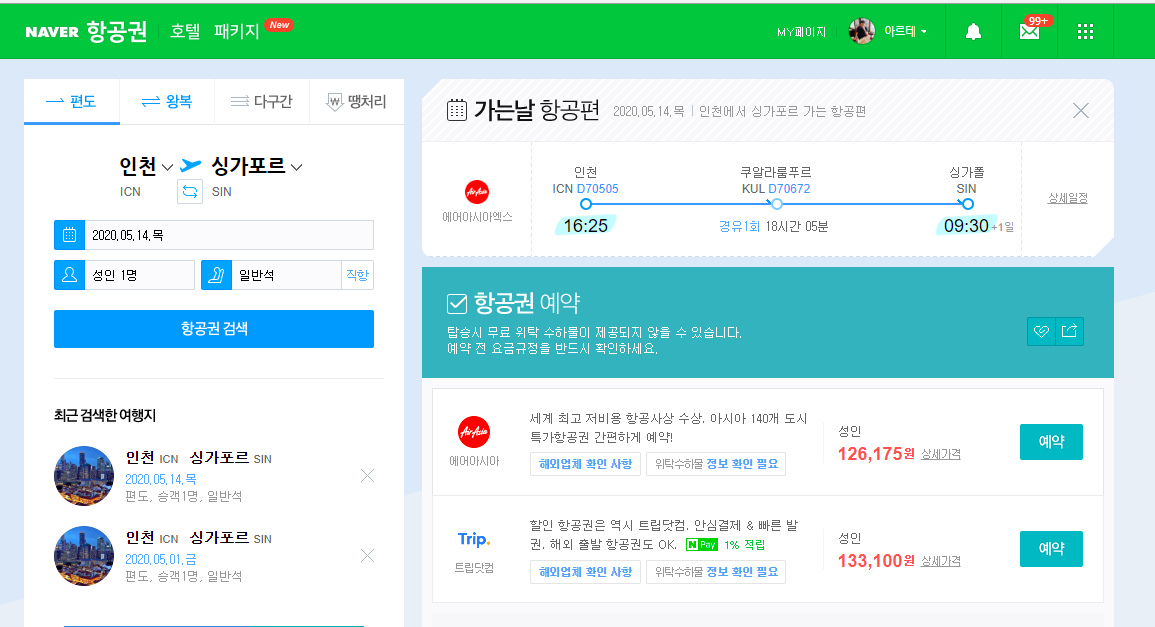 NAVER 항공권 호텔 패키지 New
MY페이지 아르테 99+
편도 왕복 다구간 W 땡처리
인천 싱가포르
ICN SIN
2020.05.14.목
성인 1명 일반석 직항
항공권 검색
최근 검색한 여행지
인천 ICN 싱가포르 SIN
2020.05.14.목
편도, 승객1명, 일반석
인천 ICN 싱가포르 SIN
2020.05.01.금
편도, 승객1명, 일반석
가는날 항공편 2020.05.14.목 인천에서 싱가포르 가는 항공편
인천 쿠알라룸푸르 싱가폴
ICN D70505 KUL D70672 SIN
에어아시아엑스 AirAsia
상세일정
16:25 경유1회 18시간 05분 09:30 +1일
항공권 예약
탑승시 무료 위탁 수하물이 제공되지 않을 수 있습니다.
예약 전 요금규정을 반드시 확인하세요.
AirAsia
에어아시아
세계 최고 저비용 항공사상 수상. 아시아 140개 도시
특가항공권 간편하게 예약!
해외업체 확인 사항 위탁수하물 정보 확인 필요
성인
126,175원 상세가격
예약
Trip.
트립닷컴
할인 항공권은 역시 트립닷컴. 안심결제 & 빠른 발
권. 해외 출발 항공권도 OK. N Pay 1% 적립
해외업체 확인 사항 위탁수하물 정보 확인 필요
성인
133,100원 상세가격
예약